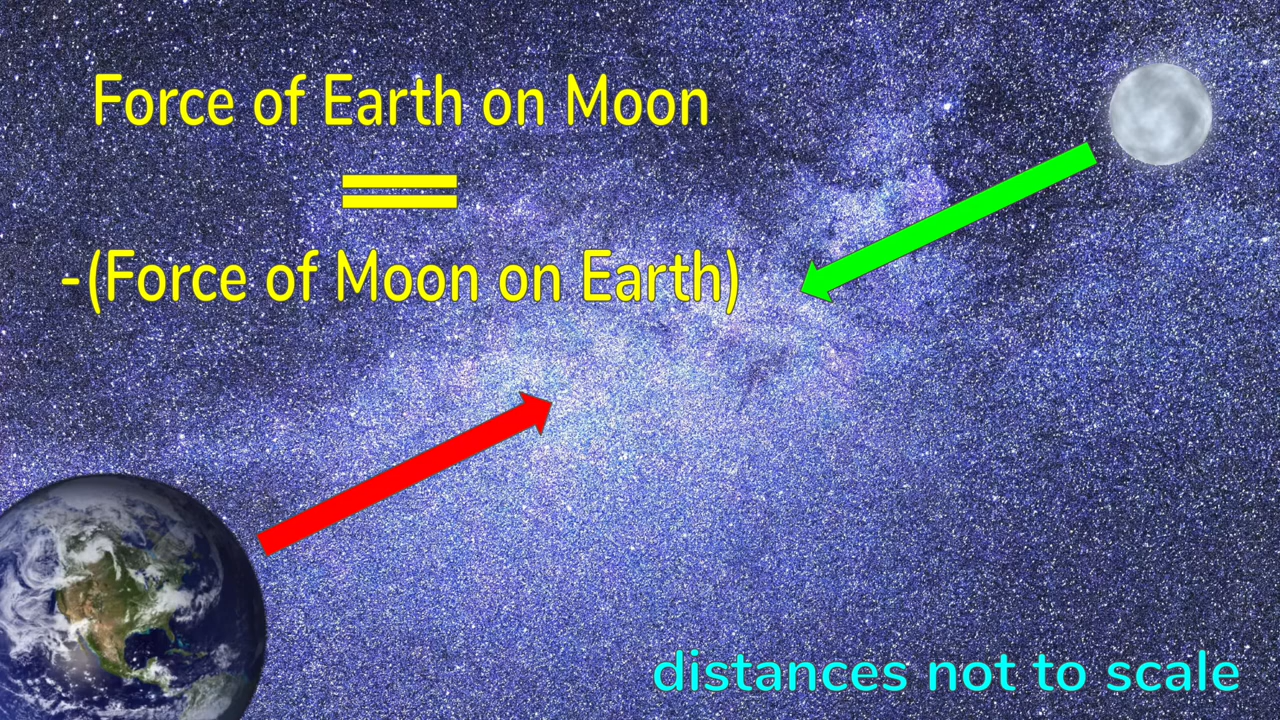 Force of Earth on Moon
=
-(Force of Moon on Earth)
distances not to scale